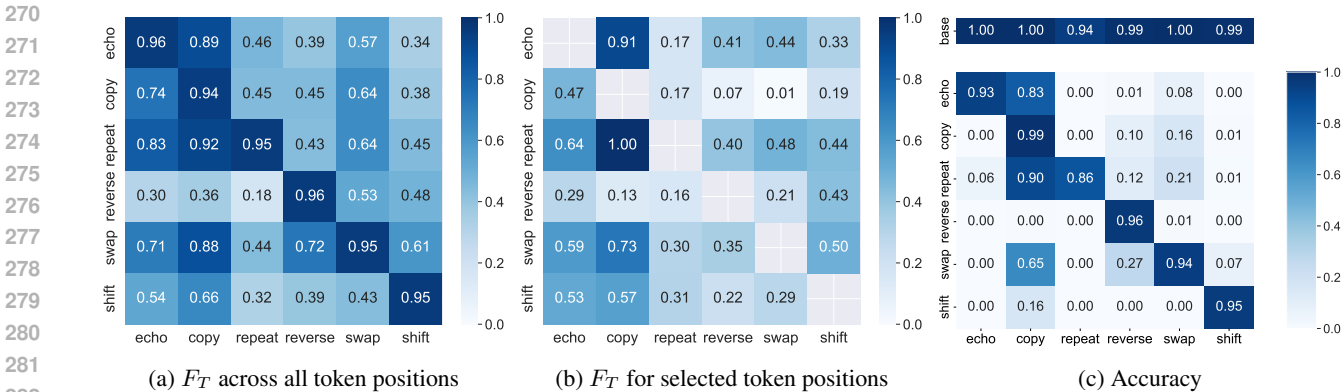 270
271
272
273
274
275
276
277
278
279
280
281
echo 0.96 0.89 0.46 0.39 0.57 0.34
copy 0.74 0.94 0.45 0.45 0.64 0.38
repeat 0.83 0.92 0.95 0.43 0.64 0.45
reverse 0.30 0.36 0.18 0.96 0.53 0.48
swap 0.71 0.88 0.44 0.72 0.95 0.61
shift 0.54 0.66 0.32 0.39 0.43 0.95
echo copy repeat reverse swap shift
1.0
0.8
0.6
0.4
0.2
0.0
(a) F_T across all token positions
echo 0.91 0.17 0.41 0.44 0.33
copy 0.47 0.17 0.07 0.01 0.19
repeat 0.64 1.00 0.40 0.48 0.44
reverse 0.29 0.13 0.16 0.21 0.43
swap 0.59 0.73 0.30 0.35 0.50
shift 0.53 0.57 0.31 0.22 0.29
echo copy repeat reverse swap shift
1.0
0.8
0.6
0.4
0.2
0.0
(b) F_T for selected token positions
base 1.00 1.00 0.94 0.99 1.00 0.99
echo 0.93 0.83 0.00 0.01 0.08 0.00
copy 0.00 0.99 0.00 0.10 0.16 0.01
repeat 0.06 0.90 0.86 0.12 0.21 0.01
reverse 0.00 0.00 0.00 0.96 0.01 0.00
swap 0.00 0.65 0.00 0.27 0.94 0.07
shift 0.00 0.16 0.00 0.00 0.00 0.95
echo copy repeat reverse swap shift
1.0
0.8
0.6
0.4
0.2
0.0
(c) Accuracy